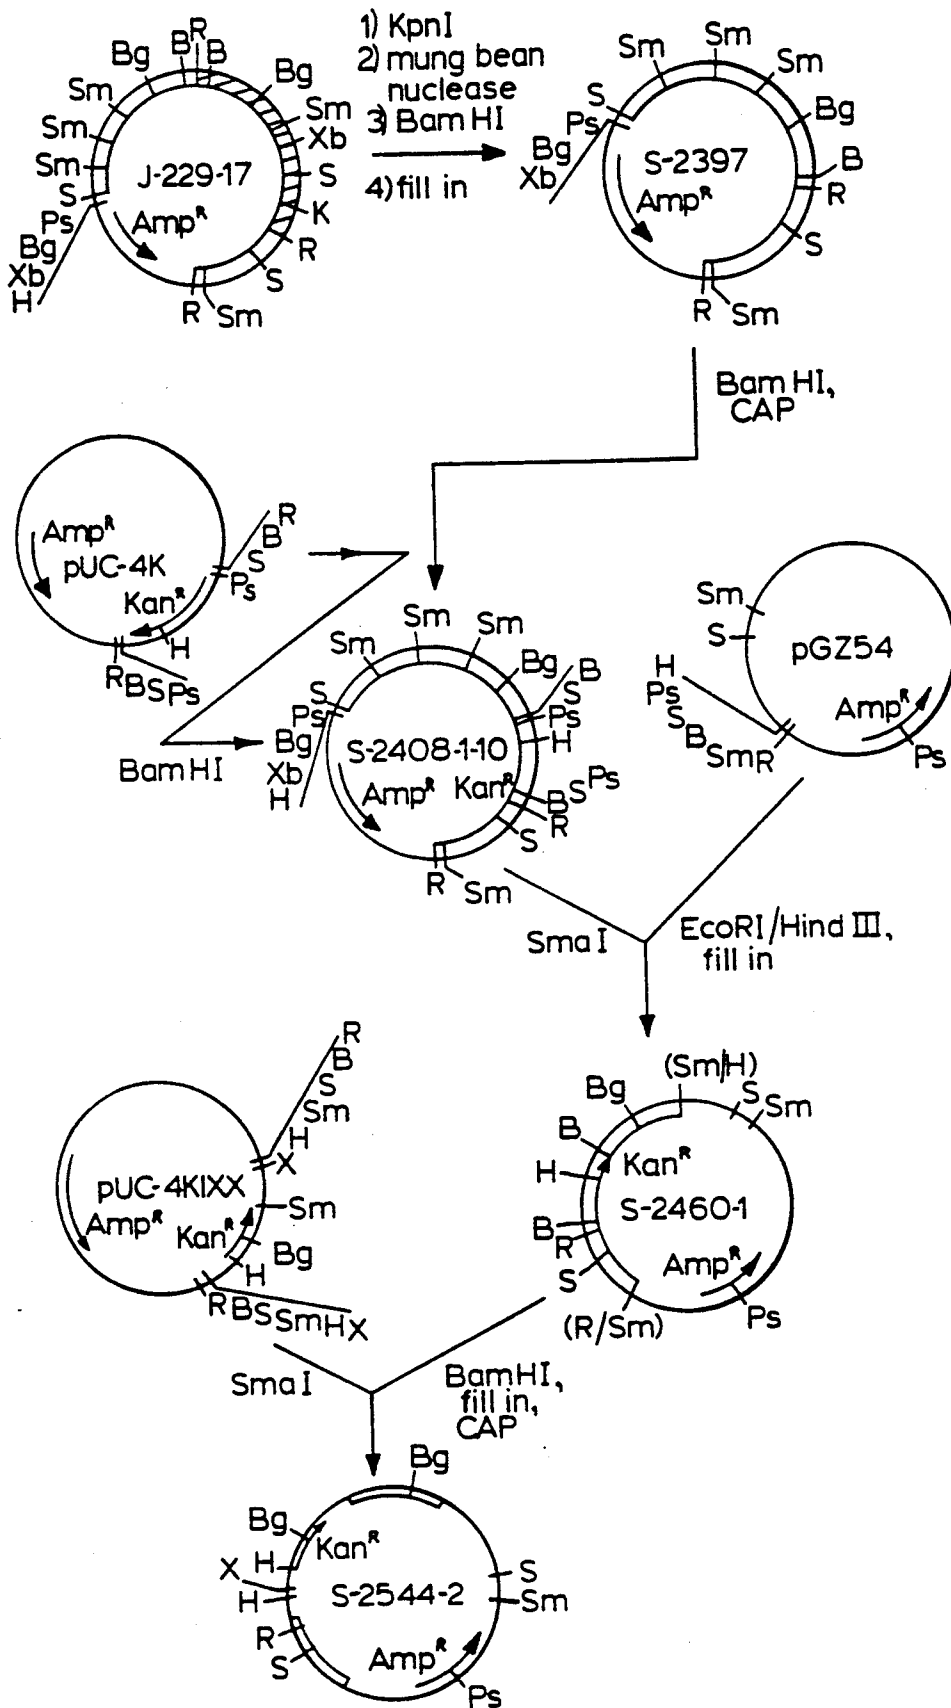 1) KpnI
2) mung bean
nuclease
3) Bam HI
4) fill in
Bg
B
R
B
Bg
Sm
Xb
S
K
R
S
Sm
R
Sm
Sm
Sm
S
Ps
Bg
Xb
H
J-229-17
Amp^R
Sm
Sm
Sm
Bg
B
R
S
Sm
R
S
Ps
Bg
Xb
S-2397
Amp^R
Bam HI,
CAP
Amp^R
pUC-4K
Kan^R
R
B
S
Ps
H
R B S Ps
BamHI
Sm
Sm
Sm
Bg
B
S
Ps
H
Ps
S
B
R
S
Sm
R
S
Ps
Bg
Xb
H
S-2408-1-10
Amp^R Kan^R
Sm
S
pGZ54
H
Ps
S
B
Sm
R
Amp^R
Ps
Sma I
EcoRI/Hind III,
fill in
R
B
S
Sm
H
X
pUC-4KIXX
Amp^R
Kan^R
Sm
Bg
H
R B S Sm H X
(Sm/H)
S
Sm
Bg
B
H
Kan^R
S-2460-1
B
R
S
Amp^R
(R/Sm)
Ps
Sma I
BamHI,
fill in,
CAP
Bg
Bg
Kan^R
H
X
H
S-2544-2
S
Sm
R
S
Amp^R
Ps